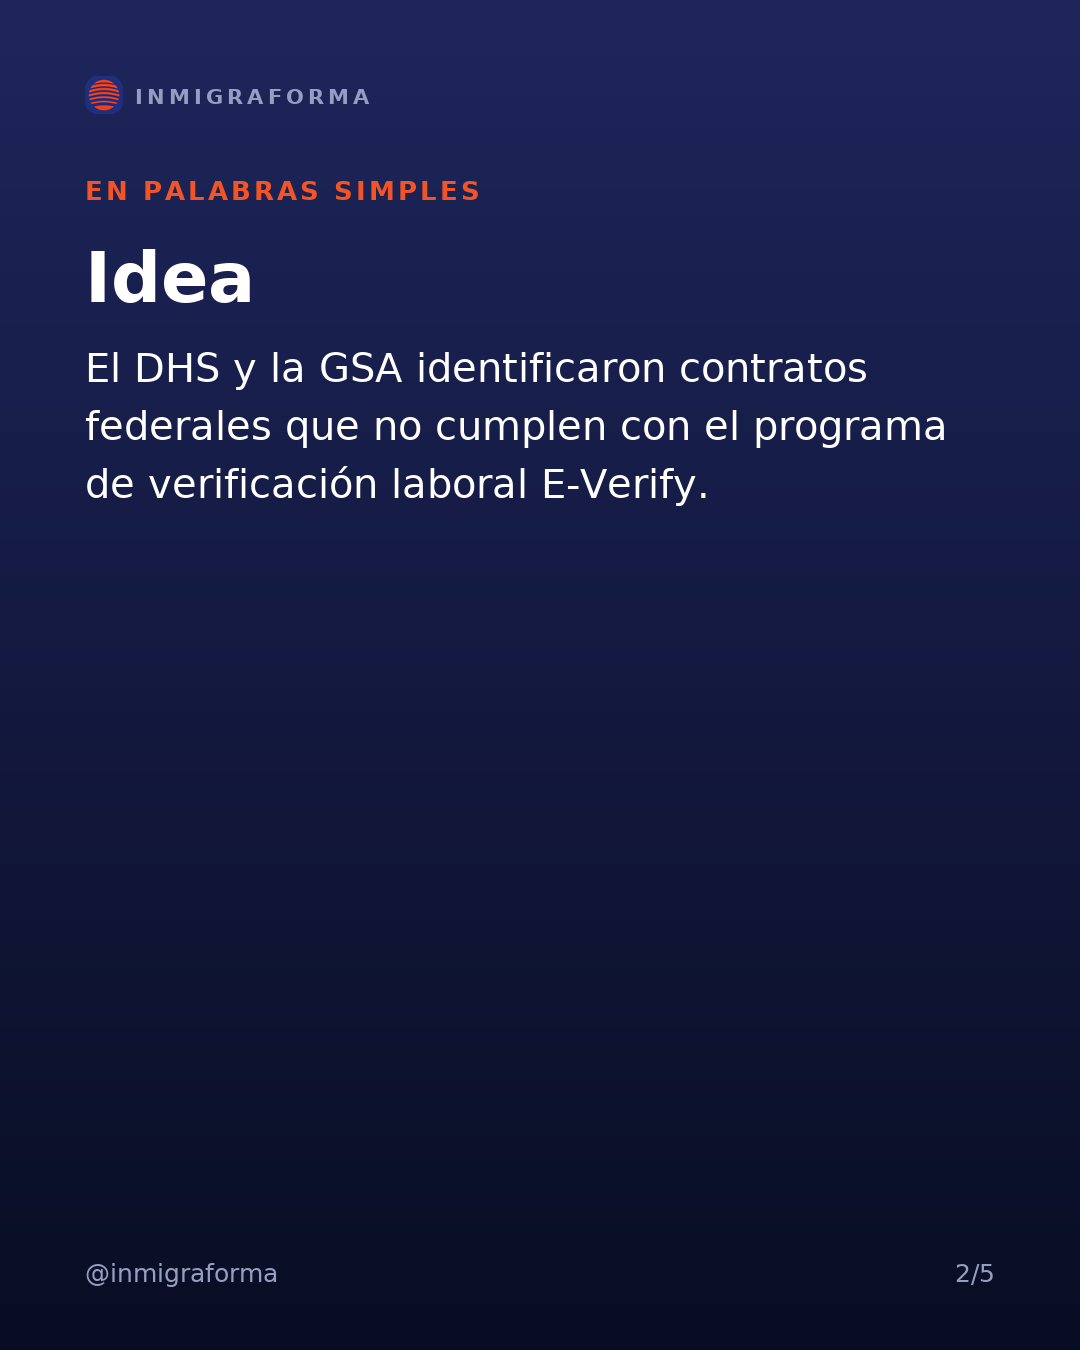 INMIGRAFORMA
EN PALABRAS SIMPLES
Idea
El DHS y la GSA identificaron contratos
federales que no cumplen con el programa
de verificación laboral E-Verify.
@inmigraforma
2/5